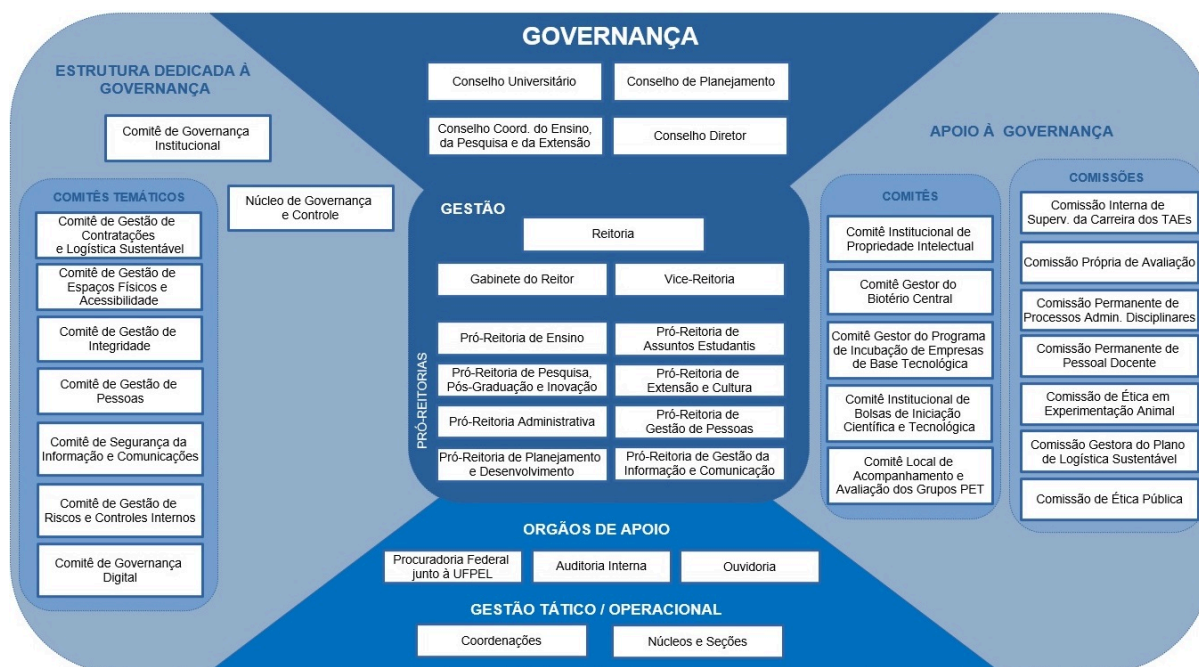 GOVERNANÇA
Conselho Universitário
Conselho de Planejamento
Conselho Coord. do Ensino,
da Pesquisa e da Extensão
Conselho Diretor
ESTRUTURA DEDICADA À
GOVERNANÇA
Comitê de Governança
Institucional
Núcleo de Governança
e Controle
COMITÊS TEMÁTICOS
Comitê de Gestão de
Contratações
e Logística Sustentável
Comitê de Gestão de
Espaços Físicos e
Acessibilidade
Comitê de Gestão de
Integridade
Comitê de Gestão de
Pessoas
Comitê de Segurança da
Informação e Comunicações
Comitê de Gestão de
Riscos e Controles Internos
Comitê de Governança
Digital
GESTÃO
Reitoria
Gabinete do Reitor
Vice-Reitoria
PRÓ-REITORIAS
Pró-Reitoria de Ensino
Pró-Reitoria de
Assuntos Estudantis
Pró-Reitoria de Pesquisa,
Pós-Graduação e Inovação
Pró-Reitoria de
Extensão e Cultura
Pró-Reitoria Administrativa
Pró-Reitoria de
Gestão de Pessoas
Pró-Reitoria de Planejamento
e Desenvolvimento
Pró-Reitoria de Gestão da
Informação e Comunicação
APOIO À GOVERNANÇA
COMITÊS
Comitê Institucional de
Propriedade Intelectual
Comitê Gestor do
Biotério Central
Comitê Gestor do Programa
de Incubação de Empresas
de Base Tecnológica
Comitê Institucional de
Bolsas de Iniciação
Científica e Tecnológica
Comitê Local de
Acompanhamento e
Avaliação dos Grupos PET
COMISSÕES
Comissão Interna de
Superv. da Carreira dos TAEs
Comissão Própria de Avaliação
Comissão Permanente de
Processos Admin. Disciplinares
Comissão Permanente de
Pessoal Docente
Comissão de Ética em
Experimentação Animal
Comissão Gestora do Plano
de Logística Sustentável
Comissão de Ética Pública
ORGÃOS DE APOIO
Procuradoria Federal
junto à UFPEL
Auditoria Interna
Ouvidoria
GESTÃO TÁTICO / OPERACIONAL
Coordenações
Núcleos e Seções